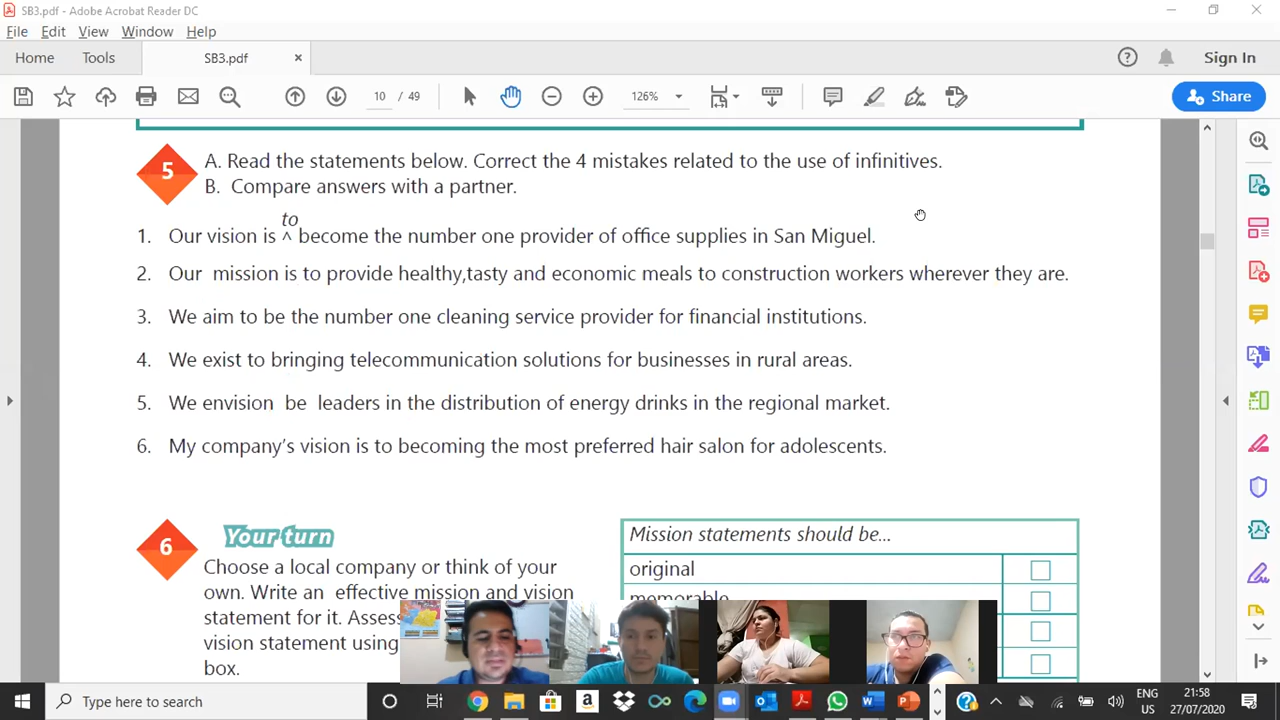 SB3.pdf - Adobe Acrobat Reader DC
File Edit View Window Help
Home Tools SB3.pdf × Sign In
10 / 49 126% Share
5 A. Read the statements below. Correct the 4 mistakes related to the use of infinitives.
B. Compare answers with a partner.
to
1. Our vision is ^ become the number one provider of office supplies in San Miguel.
2. Our mission is to provide healthy,tasty and economic meals to construction workers wherever they are.
3. We aim to be the number one cleaning service provider for financial institutions.
4. We exist to bringing telecommunication solutions for businesses in rural areas.
5. We envision be leaders in the distribution of energy drinks in the regional market.
6. My company's vision is to becoming the most preferred hair salon for adolescents.
6 Your turn
Choose a local company or think of your
own. Write an effective mission and vision
statement for it. Assess
vision statement using
box.
Mission statements should be...
original
memorable
Type here to search
ENG 21:58
US 27/07/2020